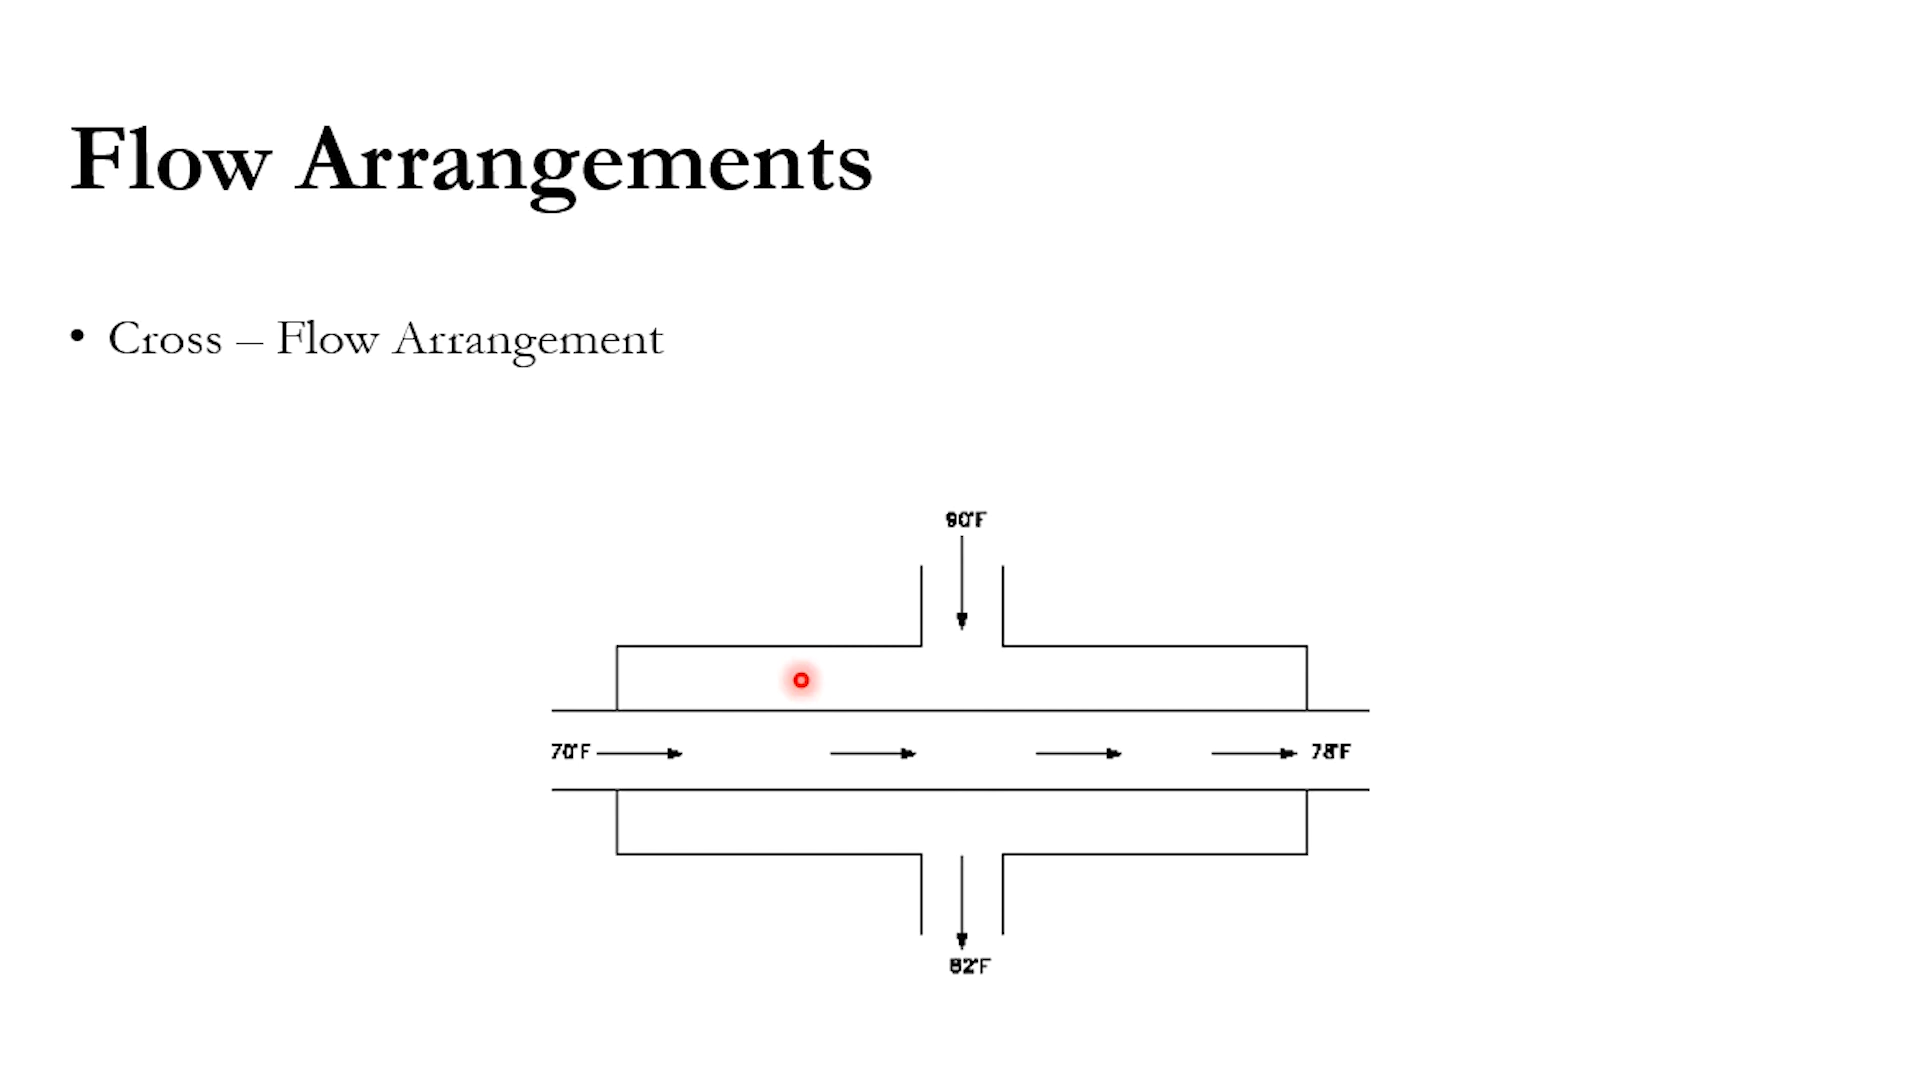 Flow Arrangements
• Cross – Flow Arrangement
90°F
70°F
78°F
82°F